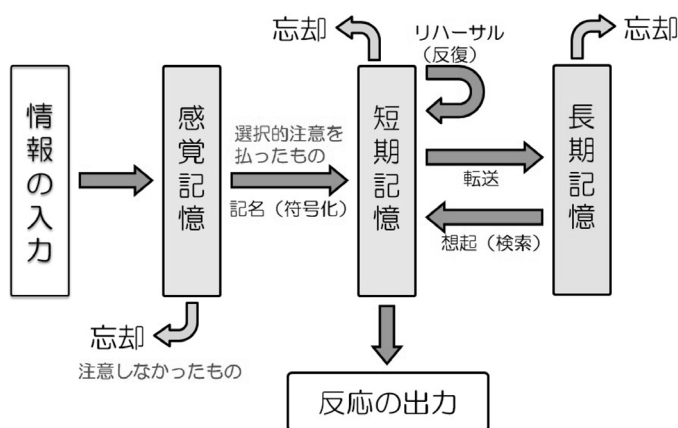 忘却
リハーサル
（反復）
忘却
情報の入力
感覚記憶
選択的注意を
払ったもの
記名（符号化）
短期記憶
転送
想起（検索）
長期記憶
忘却
注意しなかったもの
反応の出力